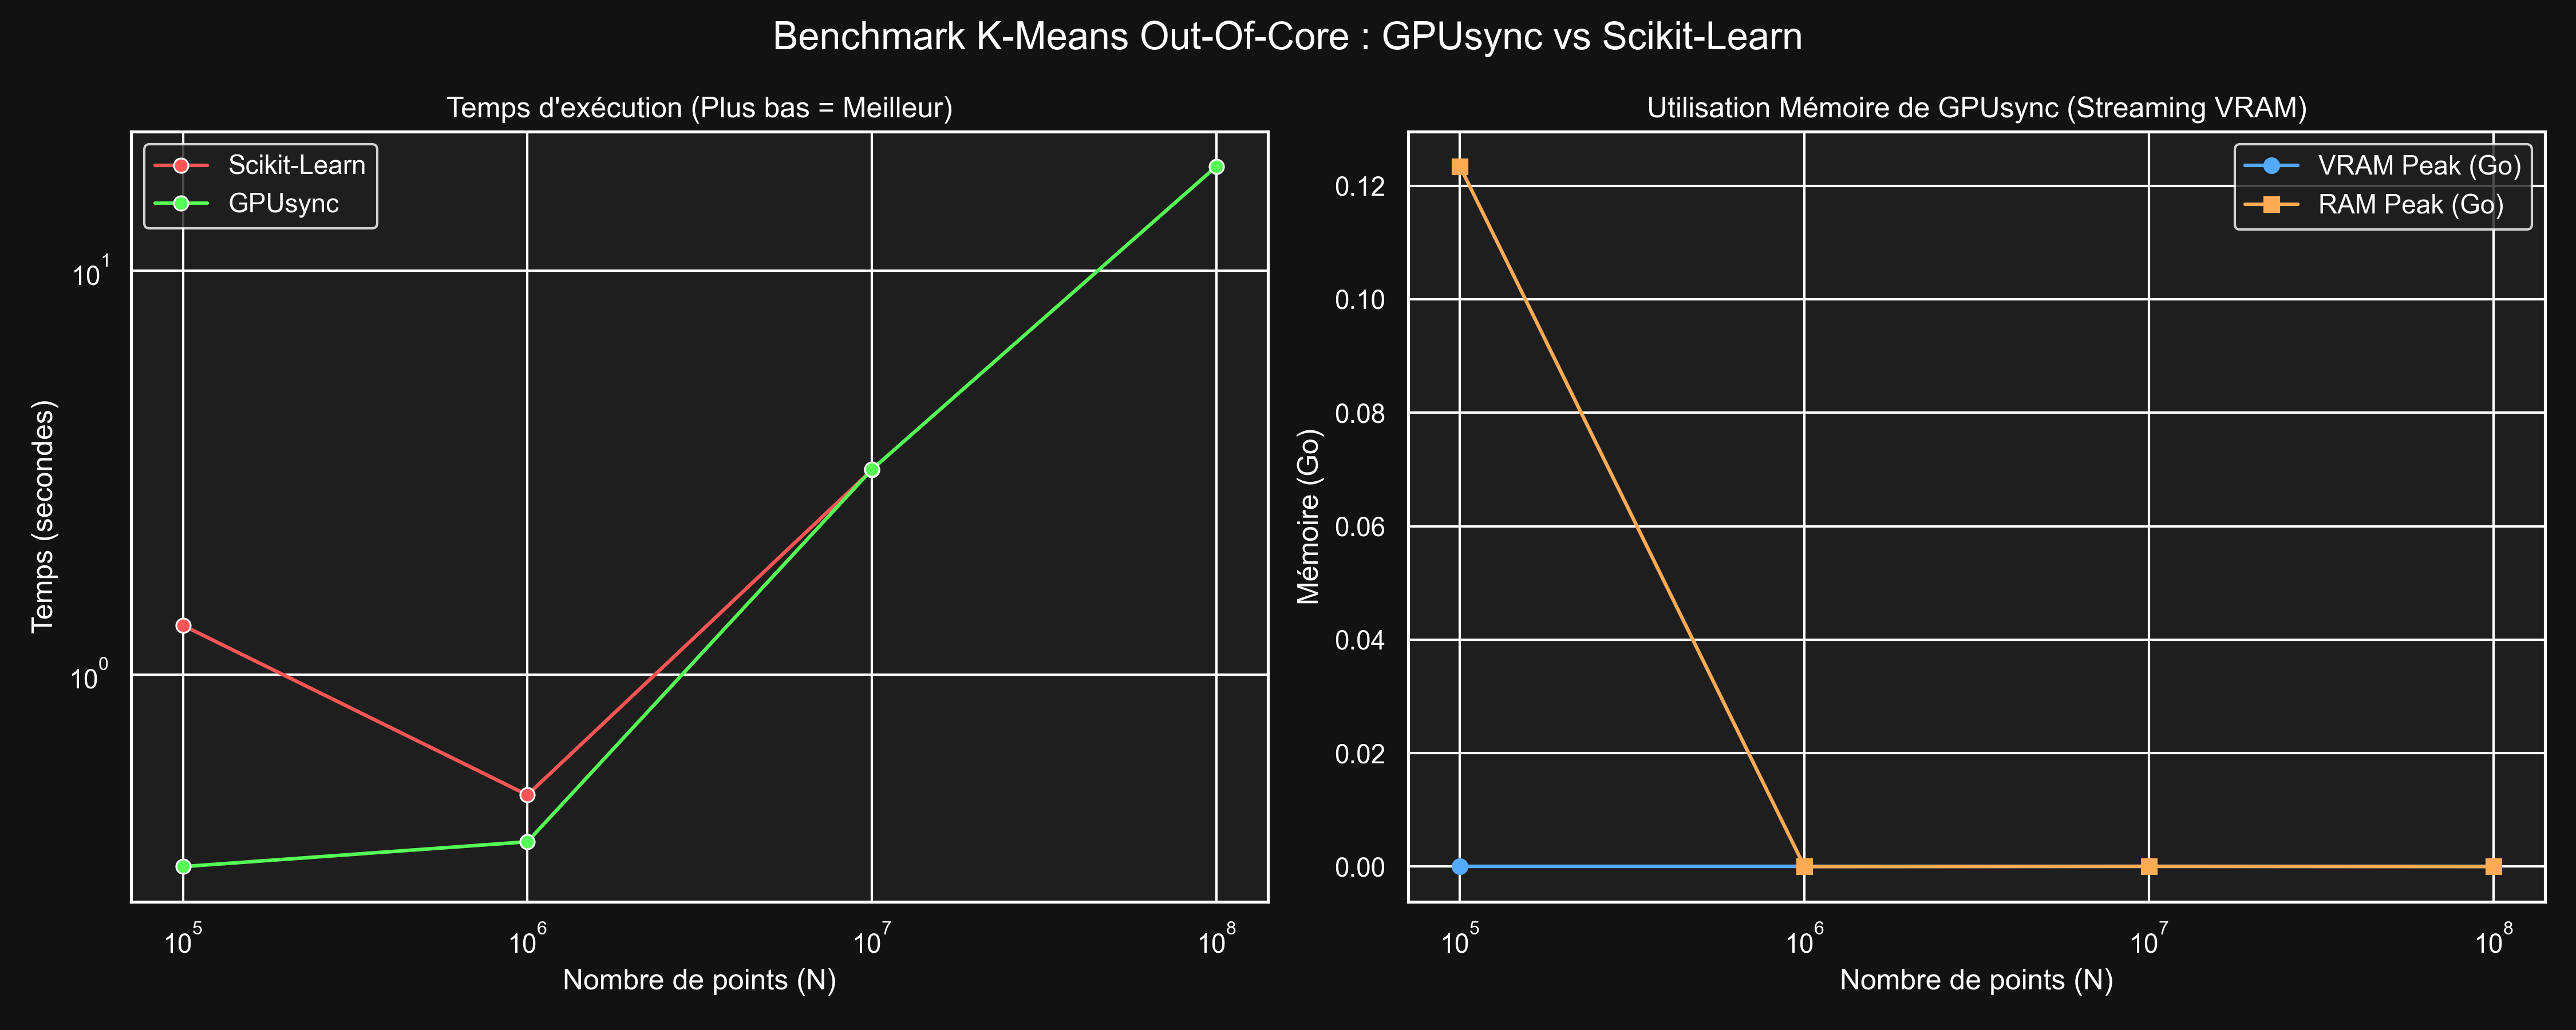 Benchmark K-Means Out-Of-Core : GPUsync vs Scikit-Learn
Temps d'exécution (Plus bas = Meilleur)
Scikit-Learn
GPUsync
10^1
10^0
Temps (secondes)
10^5
10^6
10^7
10^8
Nombre de points (N)
Utilisation Mémoire de GPUsync (Streaming VRAM)
VRAM Peak (Go)
RAM Peak (Go)
0.12
0.10
0.08
0.06
0.04
0.02
0.00
Mémoire (Go)
10^5
10^6
10^7
10^8
Nombre de points (N)